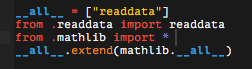 __all__ = ["readdata"]
from .readdata import readdata
from .mathlib import *
__all__.extend(mathlib.__all__)